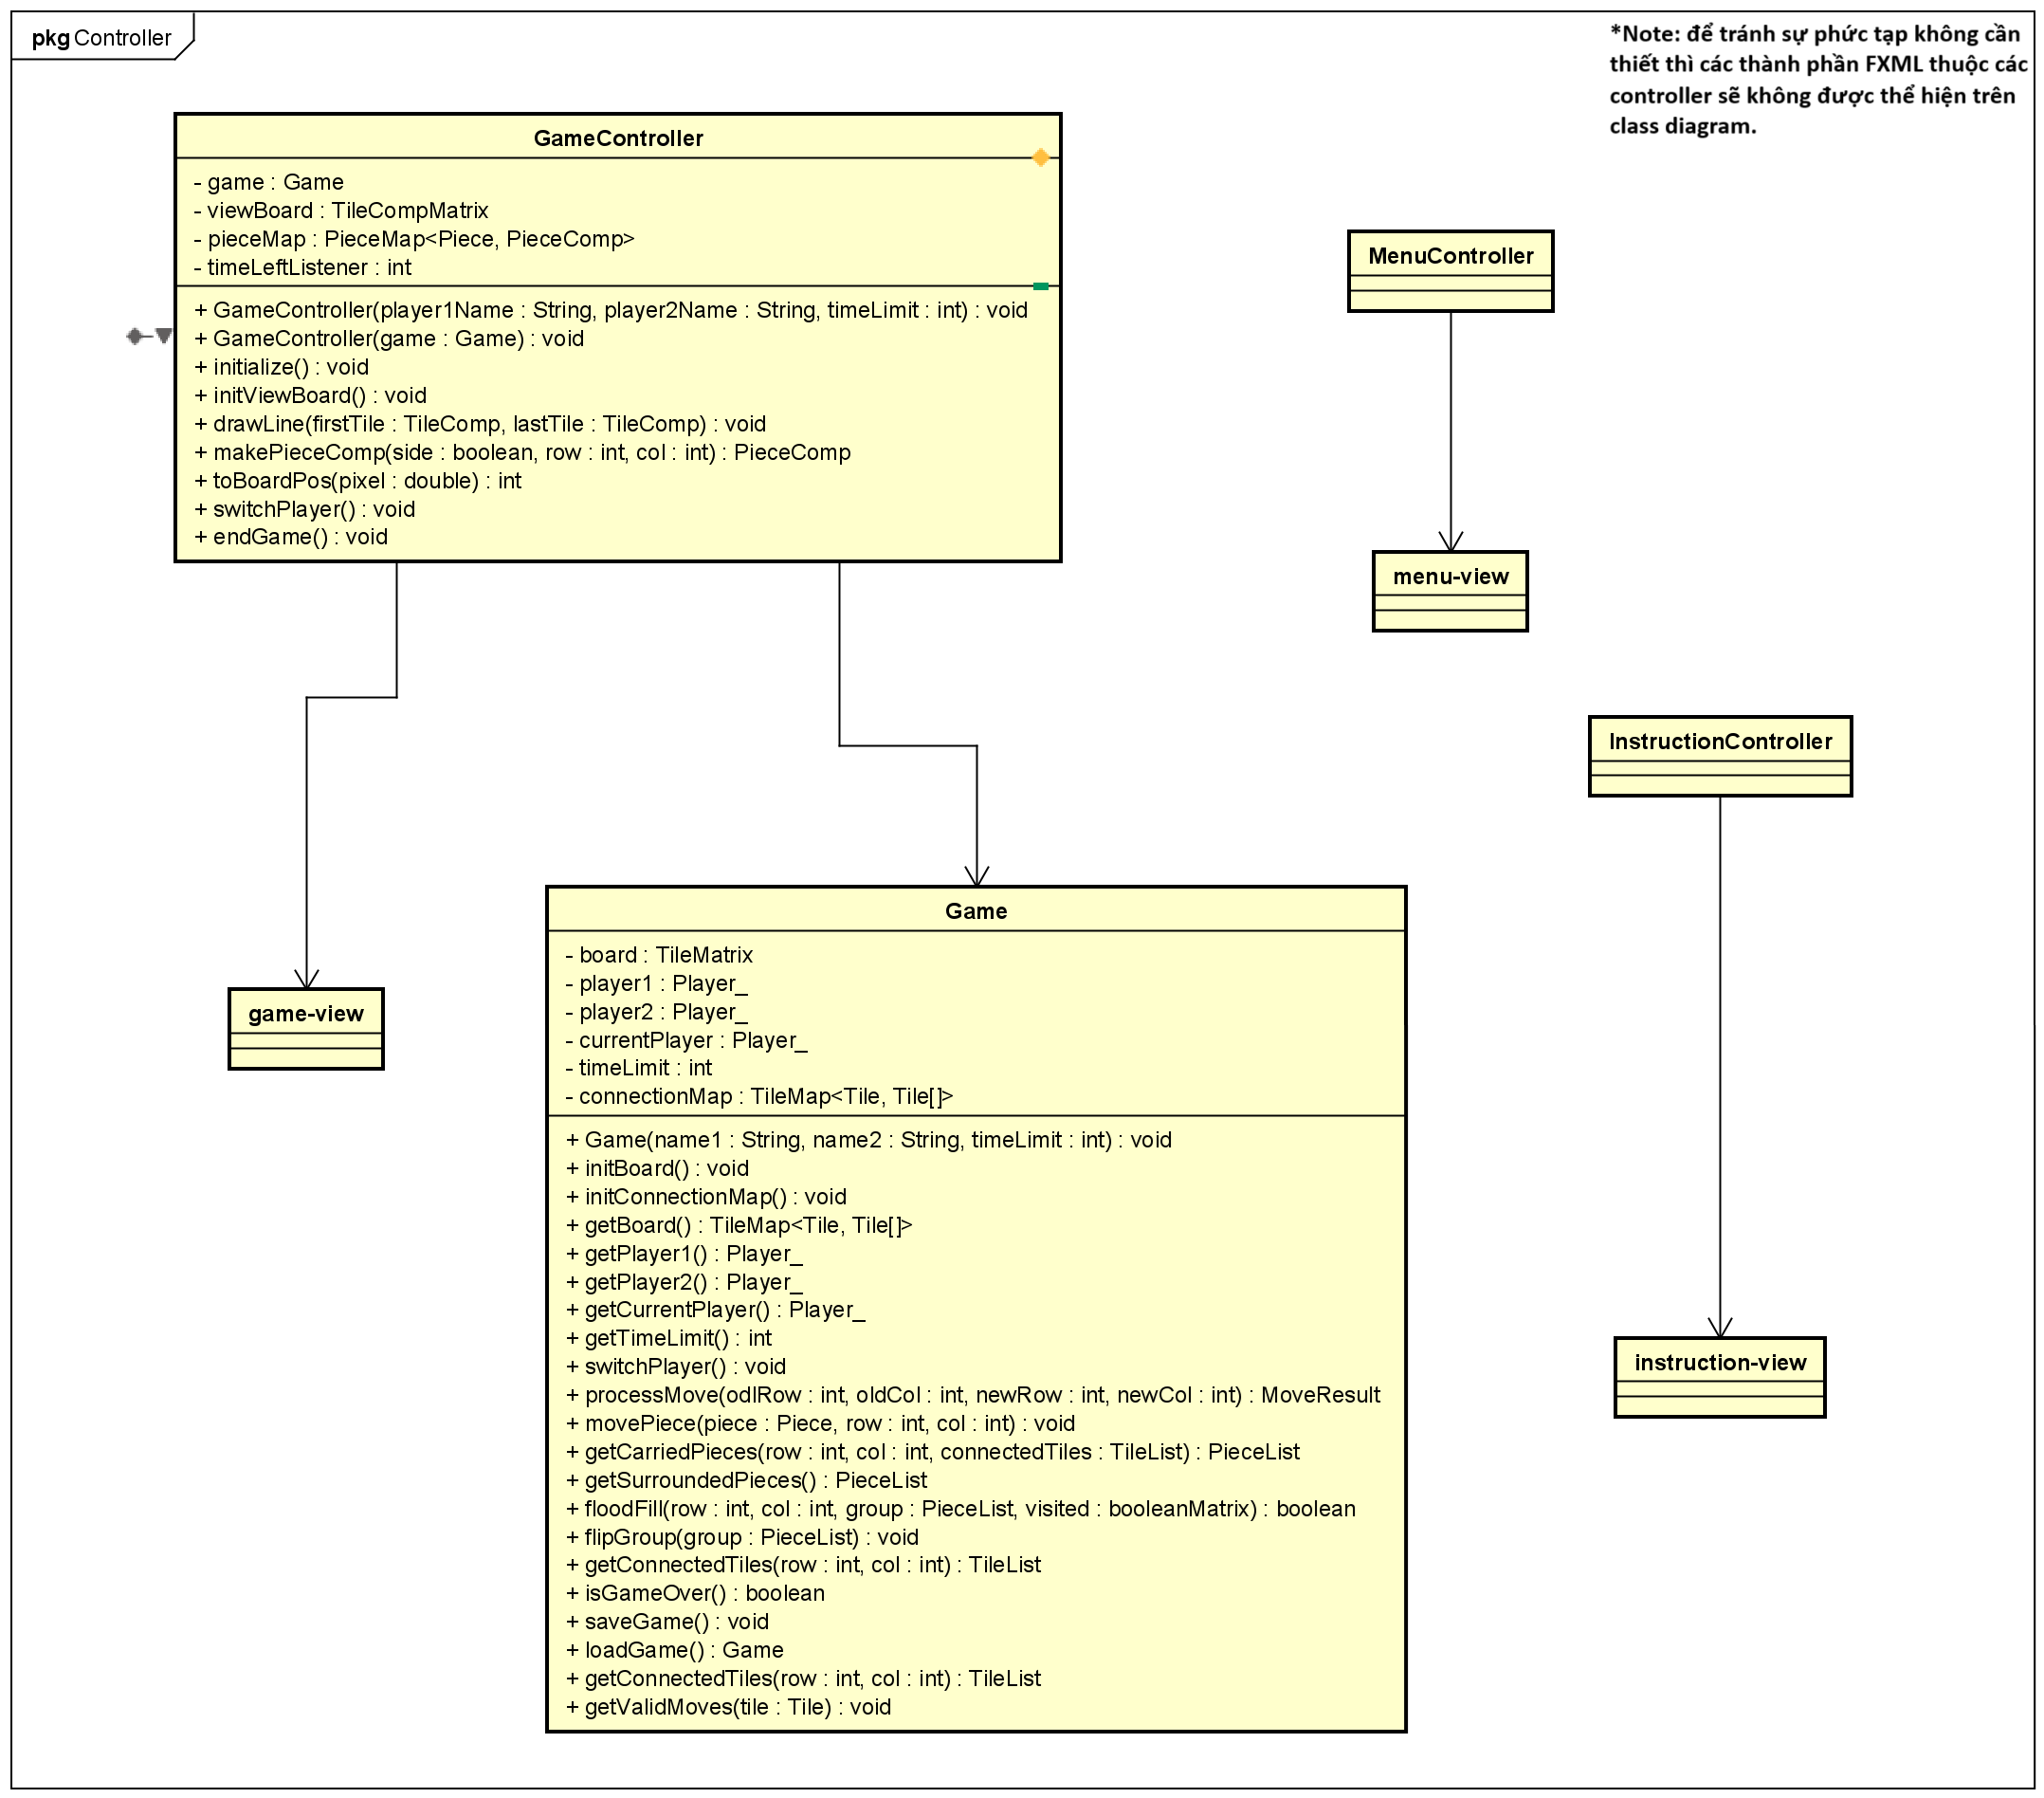 pkg Controller
*Note: để tránh sự phức tạp không cần
thiết thì các thành phần FXML thuộc các
controller sẽ không được thể hiện trên
class diagram.
GameController
- game : Game
- viewBoard : TileCompMatrix
- pieceMap : PieceMap<Piece, PieceComp>
- timeLeftListener : int
+ GameController(player1Name : String, player2Name : String, timeLimit : int) : void
+ GameController(game : Game) : void
+ initialize() : void
+ initViewBoard() : void
+ drawLine(firstTile : TileComp, lastTile : TileComp) : void
+ makePieceComp(side : boolean, row : int, col : int) : PieceComp
+ toBoardPos(pixel : double) : int
+ switchPlayer() : void
+ endGame() : void
MenuController
menu-view
InstructionController
instruction-view
game-view
Game
- board : TileMatrix
- player1 : Player_
- player2 : Player_
- currentPlayer : Player_
- timeLimit : int
- connectionMap : TileMap<Tile, Tile[]>
+ Game(name1 : String, name2 : String, timeLimit : int) : void
+ initBoard() : void
+ initConnectionMap() : void
+ getBoard() : TileMap<Tile, Tile[]>
+ getPlayer1() : Player_
+ getPlayer2() : Player_
+ getCurrentPlayer() : Player_
+ getTimeLimit() : int
+ switchPlayer() : void
+ processMove(odlRow : int, oldCol : int, newRow : int, newCol : int) : MoveResult
+ movePiece(piece : Piece, row : int, col : int) : void
+ getCarriedPieces(row : int, col : int, connectedTiles : TileList) : PieceList
+ getSurroundedPieces() : PieceList
+ floodFill(row : int, col : int, group : PieceList, visited : booleanMatrix) : boolean
+ flipGroup(group : PieceList) : void
+ getConnectedTiles(row : int, col : int) : TileList
+ isGameOver() : boolean
+ saveGame() : void
+ loadGame() : Game
+ getConnectedTiles(row : int, col : int) : TileList
+ getValidMoves(tile : Tile) : void